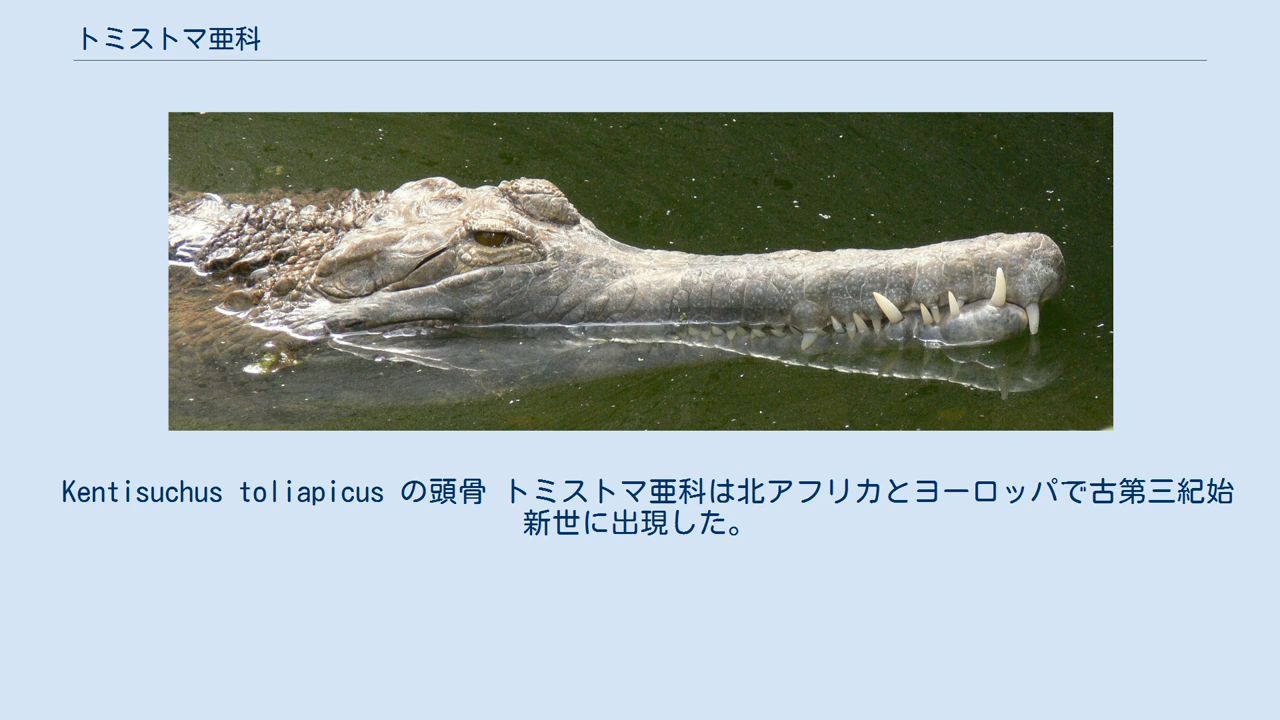 トミストマ亜科
Kentisuchus toliapicus の頭骨 トミストマ亜科は北アフリカとヨーロッパで古第三紀始
新世に出現した。